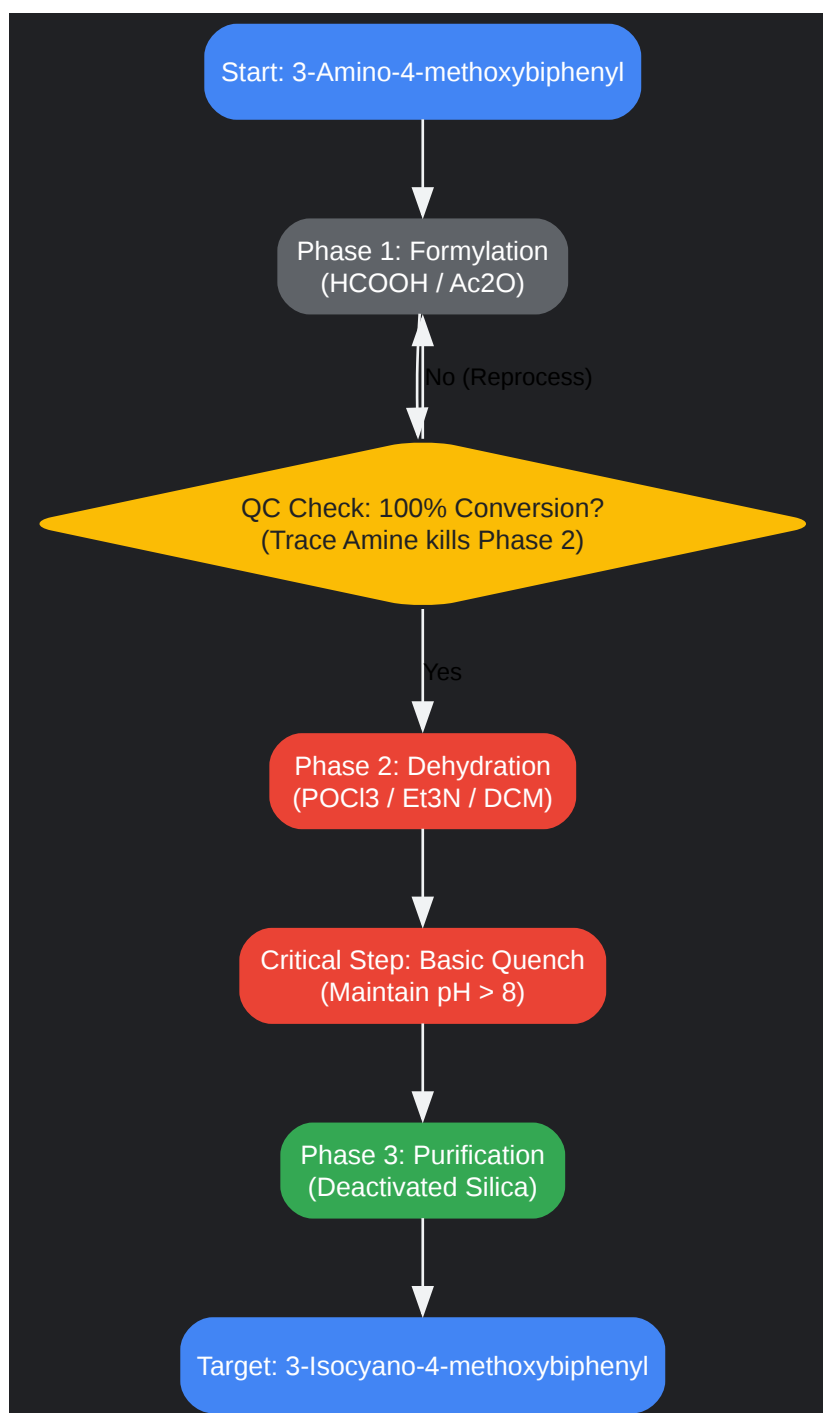 Start: 3-Amino-4-methoxybiphenyl
Phase 1: Formylation
(HCOOH / Ac2O)
No (Reprocess)
QC Check: 100% Conversion?
(Trace Amine kills Phase 2)
Yes
Phase 2: Dehydration
(POCl3 / Et3N / DCM)
Critical Step: Basic Quench
(Maintain pH > 8)
Phase 3: Purification
(Deactivated Silica)
Target: 3-Isocyano-4-methoxybiphenyl